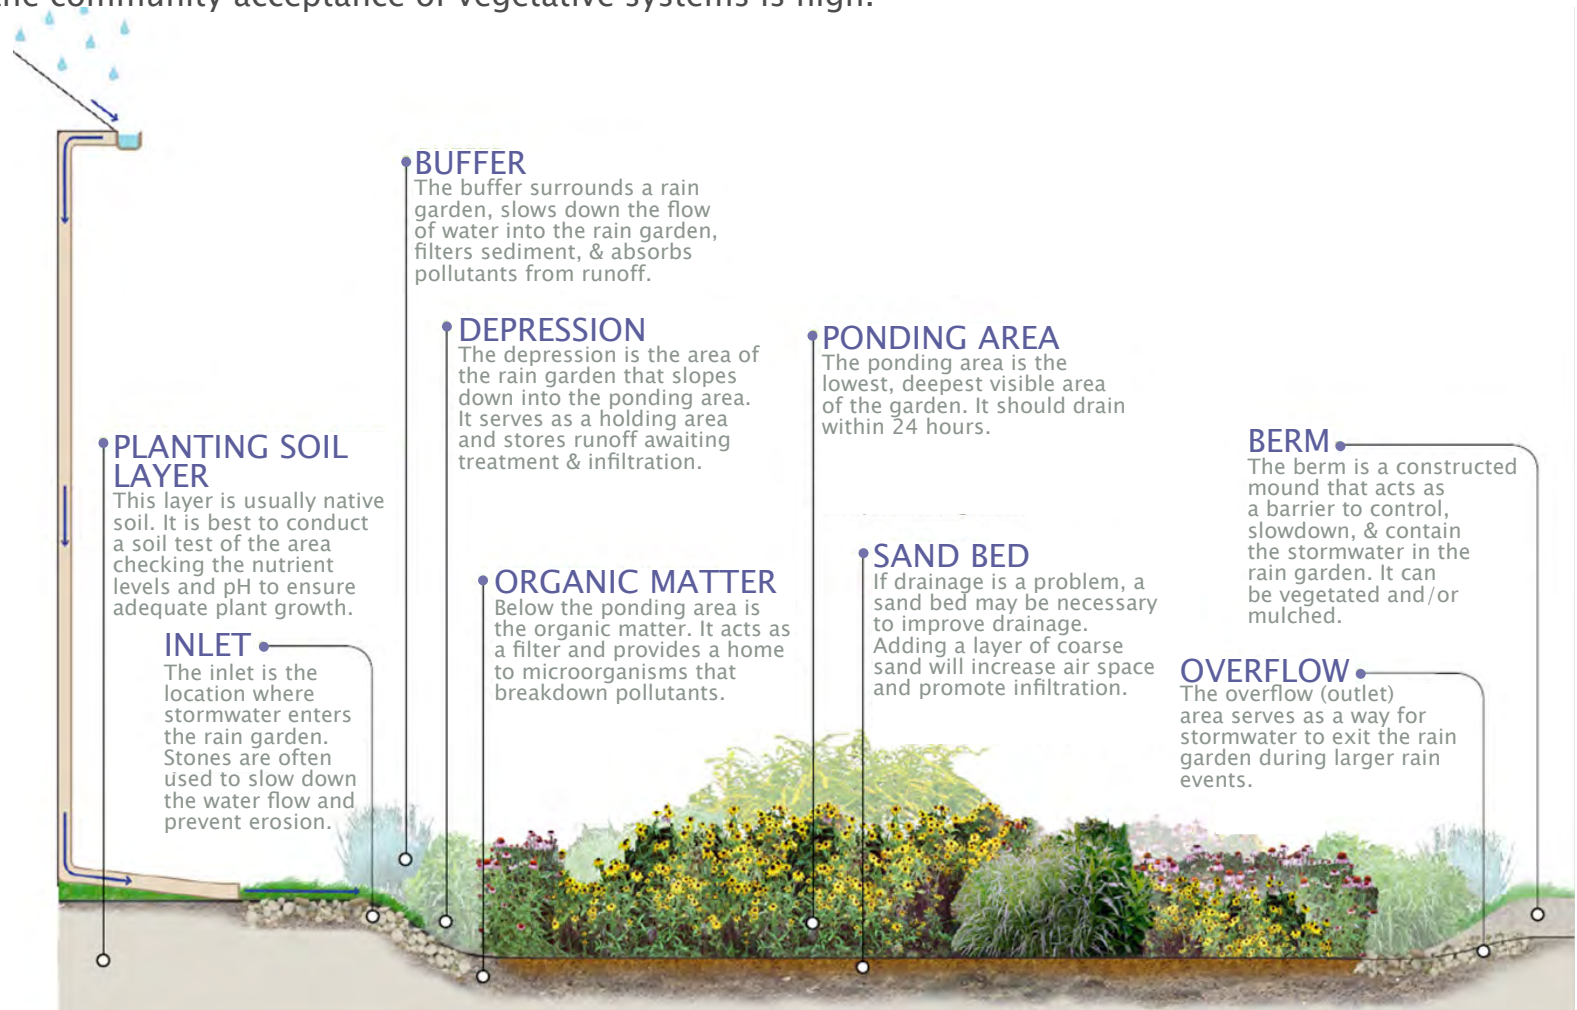 the community acceptance of vegetative systems is high.
BUFFER
The buffer surrounds a rain
garden, slows down the flow
of water into the rain garden,
filters sediment, & absorbs
pollutants from runoff.
DEPRESSION
The depression is the area of
the rain garden that slopes
down into the ponding area.
It serves as a holding area
and stores runoff awaiting
treatment & infiltration.
PONDING AREA
The ponding area is the
lowest, deepest visible area
of the garden. It should drain
within 24 hours.
PLANTING SOIL
LAYER
This layer is usually native
soil. It is best to conduct
a soil test of the area
checking the nutrient
levels and pH to ensure
adequate plant growth.
BERM
The berm is a constructed
mound that acts as
a barrier to control,
slowdown, & contain
the stormwater in the
rain garden. It can
be vegetated and/or
mulched.
ORGANIC MATTER
Below the ponding area is
the organic matter. It acts as
a filter and provides a home
to microorganisms that
breakdown pollutants.
SAND BED
If drainage is a problem, a
sand bed may be necessary
to improve drainage.
Adding a layer of coarse
sand will increase air space
and promote infiltration.
INLET
The inlet is the
location where
stormwater enters
the rain garden.
Stones are often
used to slow down
the water flow and
prevent erosion.
OVERFLOW
The overflow (outlet)
area serves as a way for
stormwater to exit the rain
garden during larger rain
events.